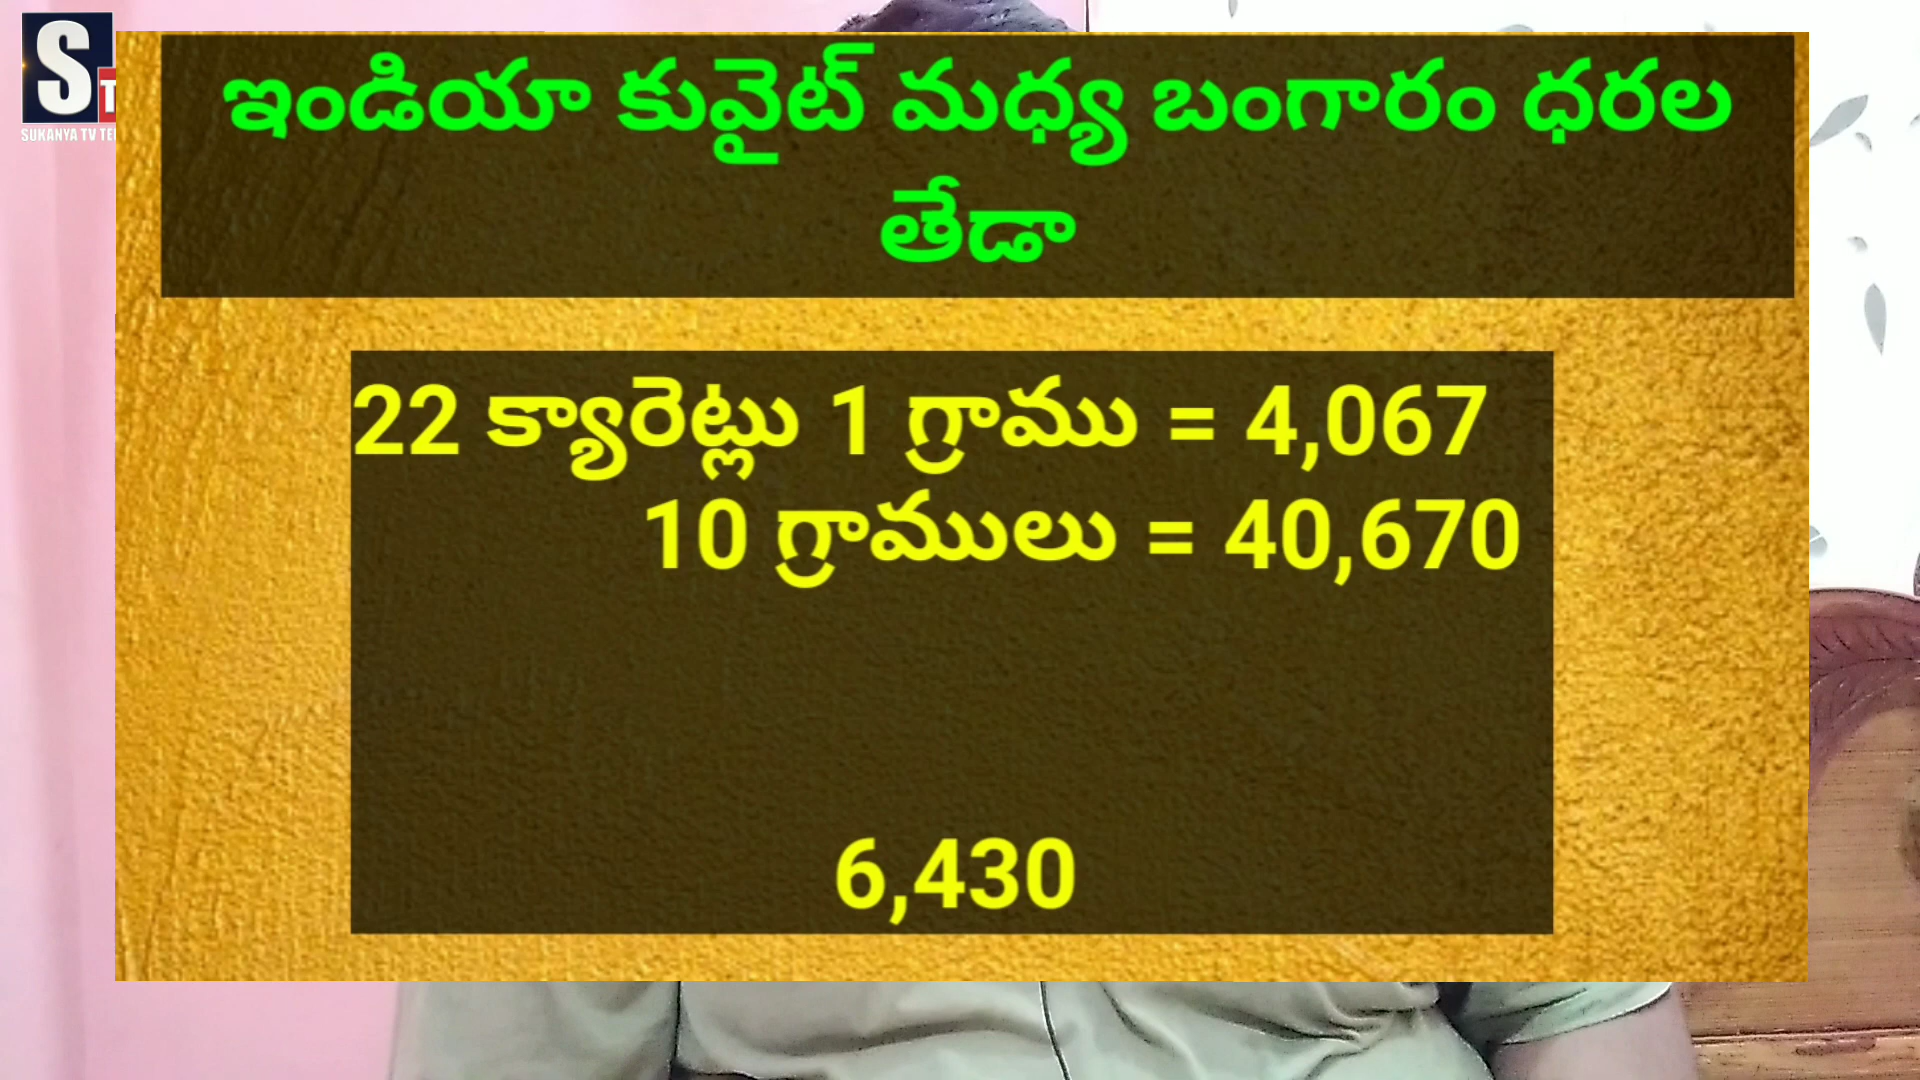 S
T
SUKANYA TV TE
ఇండియా కువైట్ మధ్య బంగారం ధరల
తేడా
22 క్యారెట్లు 1 గ్రాము = 4,067
10 గ్రాములు = 40,670
6,430